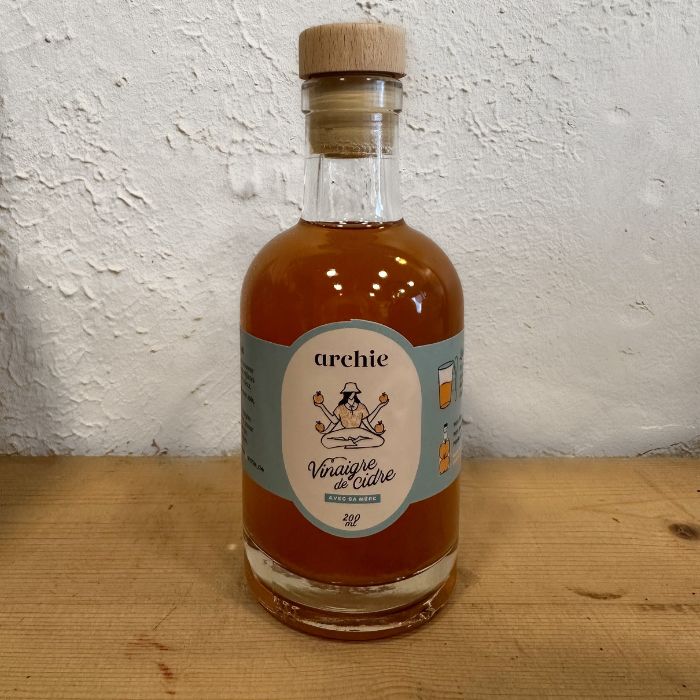 archie
Vinaigre
de Cidre
AVEC SA MÈRE
200
ml